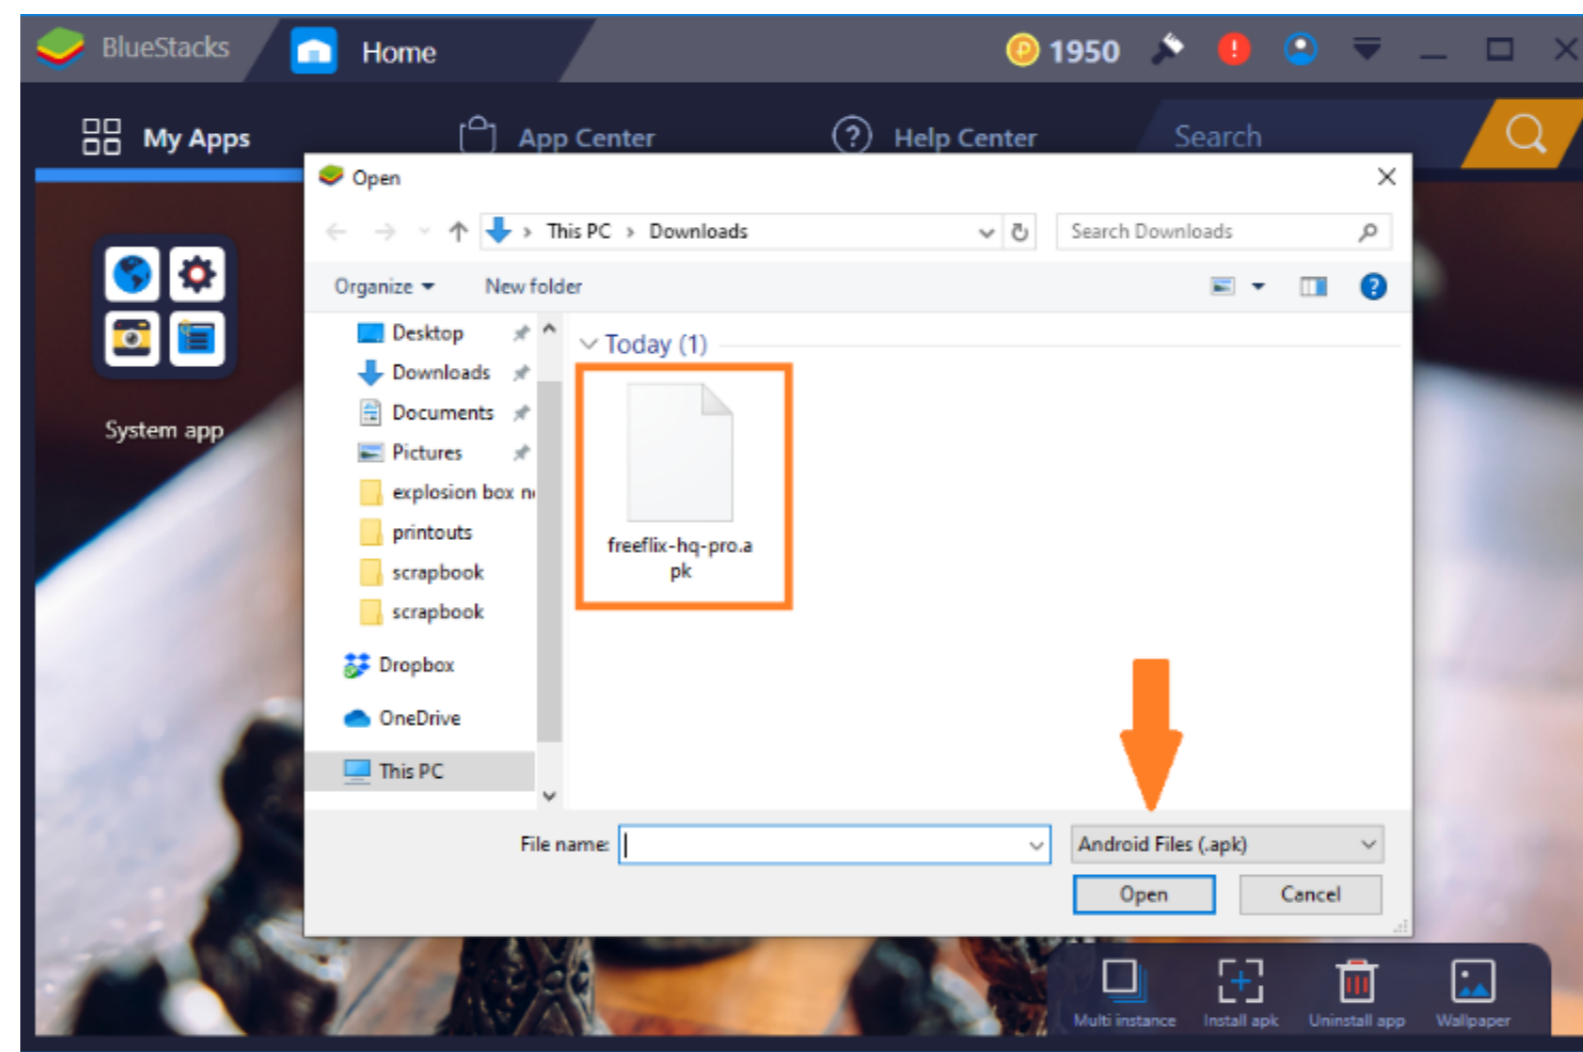 BlueStacks
Home
1950
My Apps
App Center
Help Center
Search
Open
This PC > Downloads
Search Downloads
Organize
New folder
Desktop
Downloads
Documents
Pictures
explosion box n
printouts
scrapbook
scrapbook
Dropbox
OneDrive
This PC
Today (1)
freeflix-hq-pro.a
pk
System app
File name:
Android Files (.apk)
Open
Cancel
Multi instance
Install apk
Uninstall app
Wallpaper